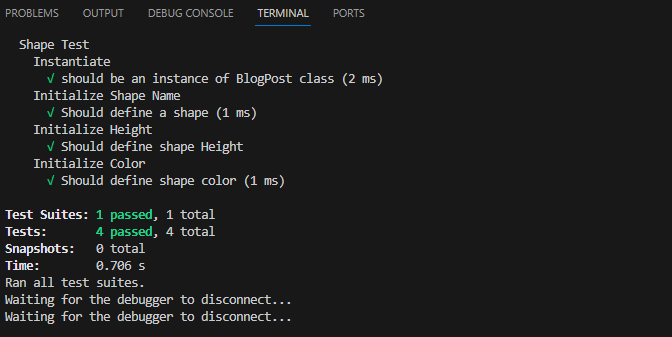 PROBLEMS OUTPUT DEBUG CONSOLE TERMINAL PORTS
Shape Test
Instantiate
√ should be an instance of BlogPost class (2 ms)
Initialize Shape Name
√ Should define a shape (1 ms)
Initialize Height
√ Should define shape Height
Initialize Color
√ Should define shape color (1 ms)
Test Suites: 1 passed, 1 total
Tests: 4 passed, 4 total
Snapshots: 0 total
Time: 0.706 s
Ran all test suites.
Waiting for the debugger to disconnect...
Waiting for the debugger to disconnect...